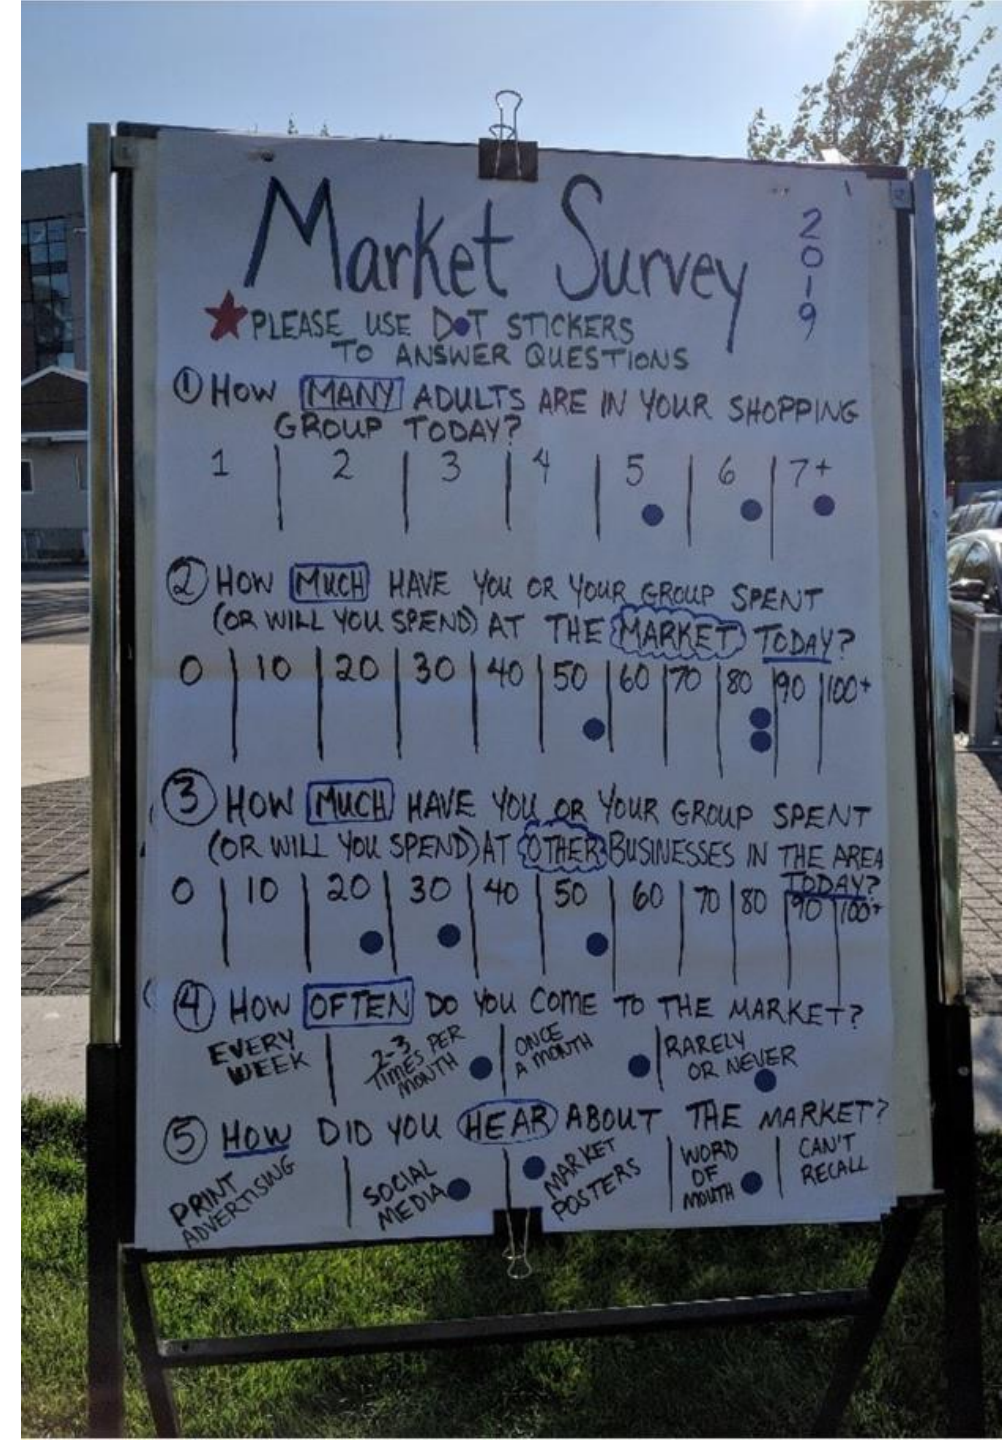 Market Survey
2019
PLEASE USE DOT STICKERS
TO ANSWER QUESTIONS
① HOW MANY ADULTS ARE IN YOUR SHOPPING
GROUP TODAY?
1 2 3 4 5 6 7+
② HOW MUCH HAVE YOU OR YOUR GROUP SPENT
(OR WILL YOU SPEND) AT THE MARKET TODAY?
0 10 20 30 40 50 60 70 80 90 100+
③ HOW MUCH HAVE YOU OR YOUR GROUP SPENT
(OR WILL YOU SPEND) AT OTHER BUSINESSES IN THE AREA
TODAY?
0 10 20 30 40 50 60 70 80 90 100+
④ HOW OFTEN DO YOU COME TO THE MARKET?
EVERY
WEEK
2-3
TIMES PER
MONTH
ONCE
A MONTH
RARELY
OR NEVER
⑤ HOW DID YOU HEAR ABOUT THE MARKET?
PRINT
ADVERTISING
SOCIAL
MEDIA
MARKET
POSTERS
WORD
OF
MOUTH
CAN'T
RECALL